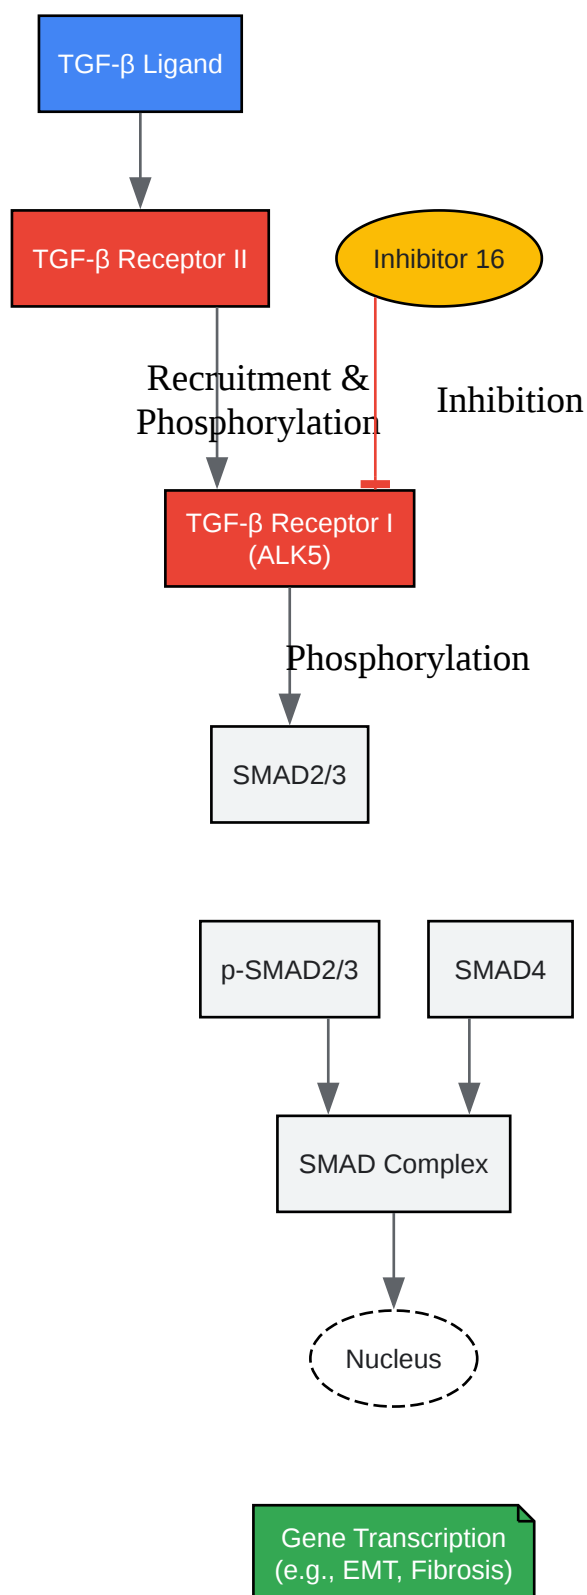 TGF-β Ligand
TGF-β Receptor II
Inhibitor 16
Recruitment &
Phosphorylation
Inhibition
TGF-β Receptor I
(ALK5)
Phosphorylation
SMAD2/3
p-SMAD2/3
SMAD4
SMAD Complex
Nucleus
Gene Transcription
(e.g., EMT, Fibrosis)